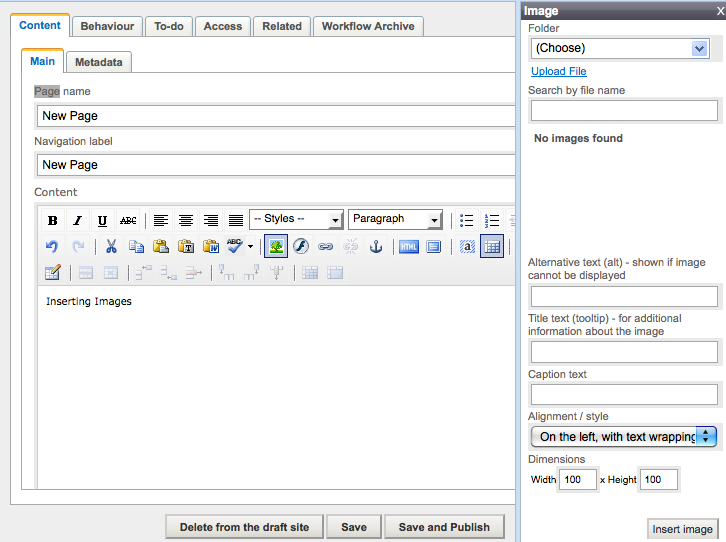 Content Behaviour To-do Access Related Workflow Archive
Main Metadata
Page name
New Page
Navigation label
New Page
Content
B I U ABC -- Styles -- Paragraph
ABC HTML
Inserting Images
Delete from the draft site Save Save and Publish
Image X
Folder
(Choose)
Upload File
Search by file name
No images found
Alternative text (alt) - shown if image
cannot be displayed
Title text (tooltip) - for additional
information about the image
Caption text
Alignment / style
On the left, with text wrapping
Dimensions
Width 100 x Height 100
Insert image